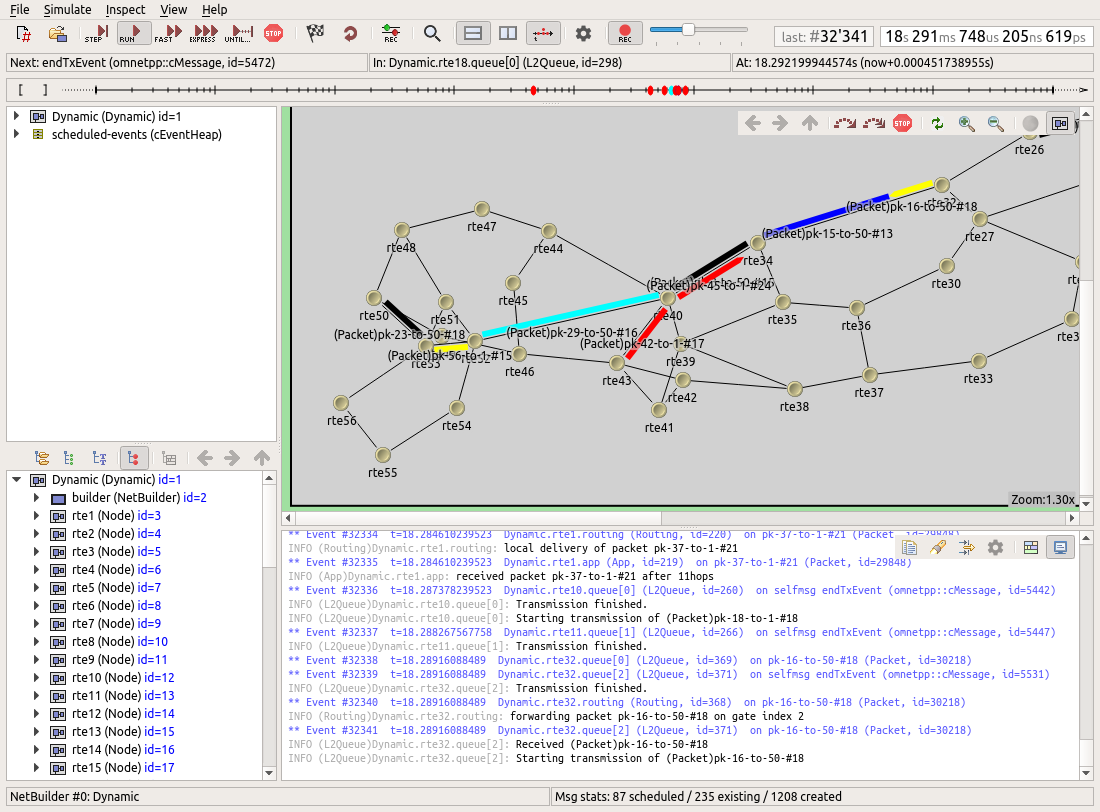 File Simulate Inspect View Help
STEP RUN FAST EXPRESS UNTIL... STOP REC REC
last: #32'341 18s 291ms 748us 205ns 619ps
Next: endTxEvent (omnetpp::cMessage, id=5472)
In: Dynamic.rte18.queue[0] (L2Queue, id=298)
At: 18.292199944574s (now+0.000451738955s)
[ ]
Dynamic (Dynamic) id=1
scheduled-events (cEventHeap)
STOP
rte26
(Packet)pk-16-to-50-#18
rte27
rte47
rte48
rte44
(Packet)pk-15-to-50-#13
rte34
rte30
rte45
(Packet)pk-45-to-1-#24
rte50
rte51
rte40
rte35
rte36
(Packet)pk-23-to-50-#18
(Packet)pk-29-to-50-#16
(Packet)pk-42-to-1-#17
(Packet)pk-56-to-1-#15
rte53
rte46
rte39
rte43
rte42
rte38
rte37
rte33
rte56
rte54
rte41
rte55
Zoom:1.30x
Dynamic (Dynamic) id=1
builder (NetBuilder) id=2
rte1 (Node) id=3
rte2 (Node) id=4
rte3 (Node) id=5
rte4 (Node) id=6
rte5 (Node) id=7
rte6 (Node) id=8
rte7 (Node) id=9
rte8 (Node) id=10
rte9 (Node) id=11
rte10 (Node) id=12
rte11 (Node) id=13
rte12 (Node) id=14
rte13 (Node) id=15
rte14 (Node) id=16
rte15 (Node) id=17
** Event #32334 t=18.284610239523 Dynamic.rte1.routing (Routing, id=220) on pk-37-to-1-#21 (Packet, id=29848)
INFO (Routing)Dynamic.rte1.routing: local delivery of packet pk-37-to-1-#21
** Event #32335 t=18.284610239523 Dynamic.rte1.app (App, id=219) on pk-37-to-1-#21 (Packet, id=29848)
INFO (App)Dynamic.rte1.app: received packet pk-37-to-1-#21 after 11hops
** Event #32336 t=18.287378239523 Dynamic.rte10.queue[0] (L2Queue, id=260) on selfmsg endTxEvent (omnetpp::cMessage, id=5442)
INFO (L2Queue)Dynamic.rte10.queue[0]: Transmission finished.
INFO (L2Queue)Dynamic.rte10.queue[0]: Starting transmission of (Packet)pk-18-to-1-#18
** Event #32337 t=18.288267567758 Dynamic.rte11.queue[1] (L2Queue, id=266) on selfmsg endTxEvent (omnetpp::cMessage, id=5447)
INFO (L2Queue)Dynamic.rte11.queue[1]: Transmission finished.
** Event #32338 t=18.28916088489 Dynamic.rte32.queue[0] (L2Queue, id=369) on pk-16-to-50-#18 (Packet, id=30218)
** Event #32339 t=18.28916088489 Dynamic.rte32.queue[2] (L2Queue, id=371) on selfmsg endTxEvent (omnetpp::cMessage, id=5531)
INFO (L2Queue)Dynamic.rte32.queue[2]: Transmission finished.
** Event #32340 t=18.28916088489 Dynamic.rte32.routing (Routing, id=368) on pk-16-to-50-#18 (Packet, id=30218)
INFO (Routing)Dynamic.rte32.routing: forwarding packet pk-16-to-50-#18 on gate index 2
** Event #32341 t=18.28916088489 Dynamic.rte32.queue[2] (L2Queue, id=371) on pk-16-to-50-#18 (Packet, id=30218)
INFO (L2Queue)Dynamic.rte32.queue[2]: Received (Packet)pk-16-to-50-#18
INFO (L2Queue)Dynamic.rte32.queue[2]: Starting transmission of (Packet)pk-16-to-50-#18
NetBuilder #0: Dynamic
Msg stats: 87 scheduled / 235 existing / 1208 created